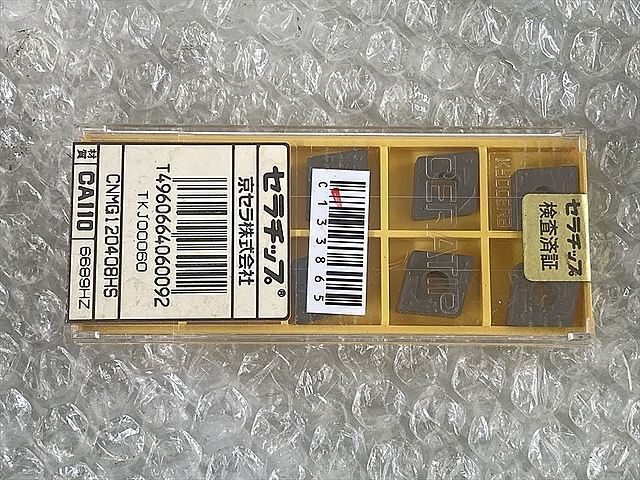 セラチップ®
京セラ株式会社
T4960664060092
TKJ00060
CNMG120408HS
材質 CA110 6689HZ
C133865
CERATIP
KYOCERA
セラチップ
検査済証